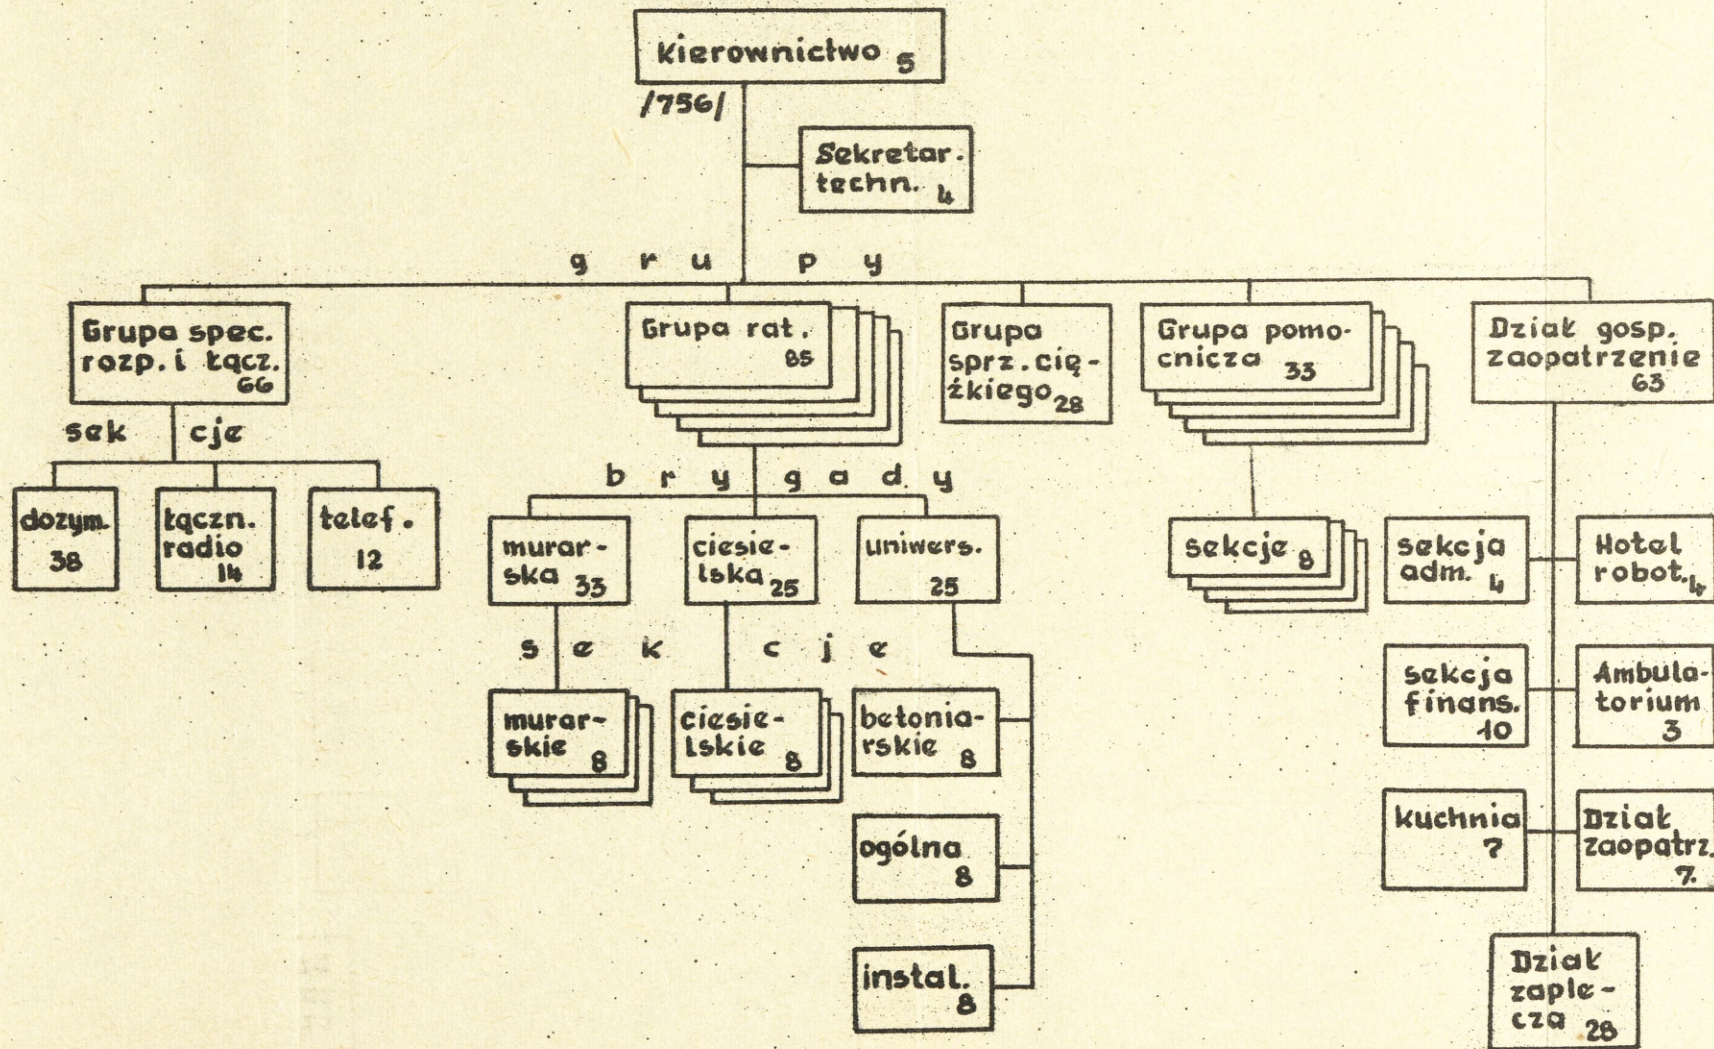 kierownictwo 5
/756/
Sekretar.
techn. 4
grupy
Grupa spec.
rozp. i łącz.
66
Grupa rat.
85
Grupa
sprz. cię-
żkiego 28
Grupa pomo-
cnicza 33
Dział gosp.
zaopatrzenie
63
sekcje
dozym.
38
łączn.
radio
14
telef.
12
brygady
murar-
ska 33
ciesie-
lska 25
uniwers.
25
sekcje 8
sekcja
adm. 4
Hotel
robot. 4
sekcje
murar-
skie 8
ciesie-
lskie 8
betonia-
rskie 8
sekcja
finans.
10
Ambula-
torium
3
ogólna
8
kuchnia
7
Dział
zaopatrz.
7.
instal.
8
Dział
zaple-
cza 28